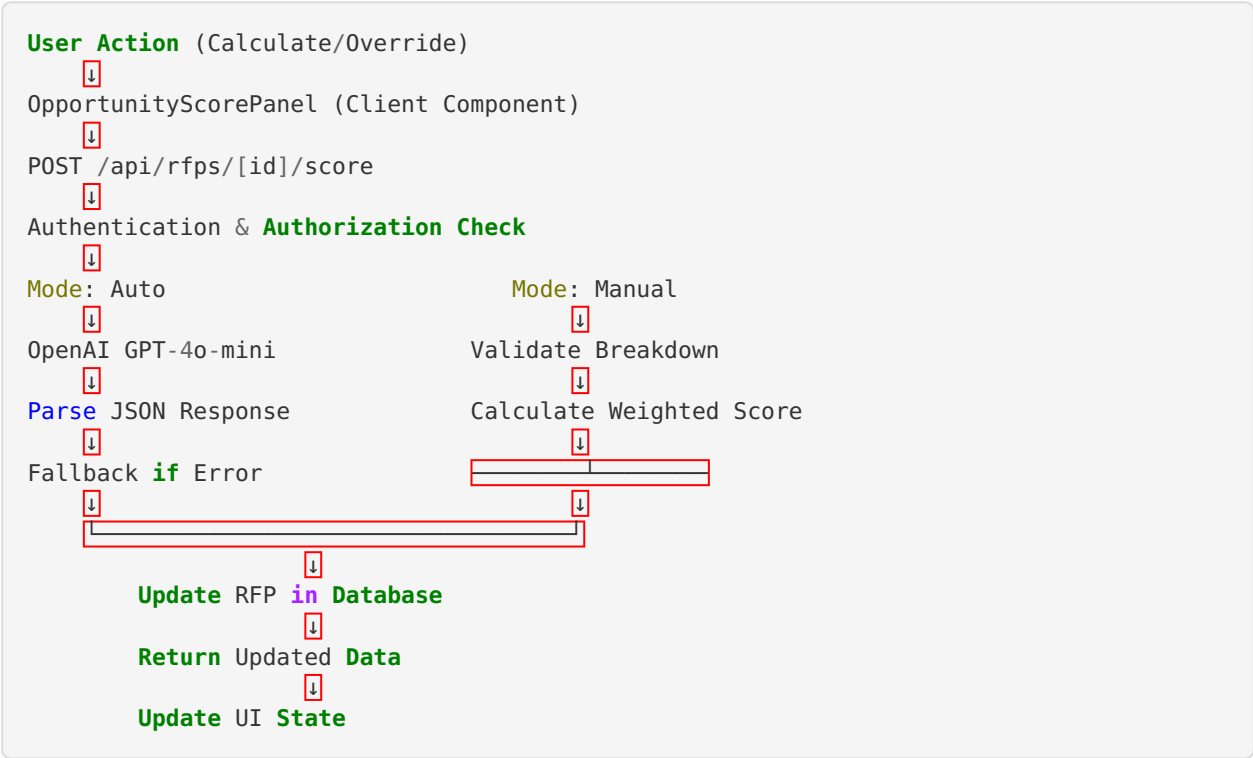 User Action (Calculate/Override)
↓
OpportunityScorePanel (Client Component)
↓
POST /api/rfps/[id]/score
↓
Authentication & Authorization Check
↓
Mode: Auto                         Mode: Manual
↓                                   ↓
OpenAI GPT-4o-mini              Validate Breakdown
↓                                   ↓
Parse JSON Response             Calculate Weighted Score
↓                                   ↓
Fallback if Error               ────────┴────────
↓                                   ↓
└───────────────────────────────────┘
↓
Update RFP in Database
↓
Return Updated Data
↓
Update UI State